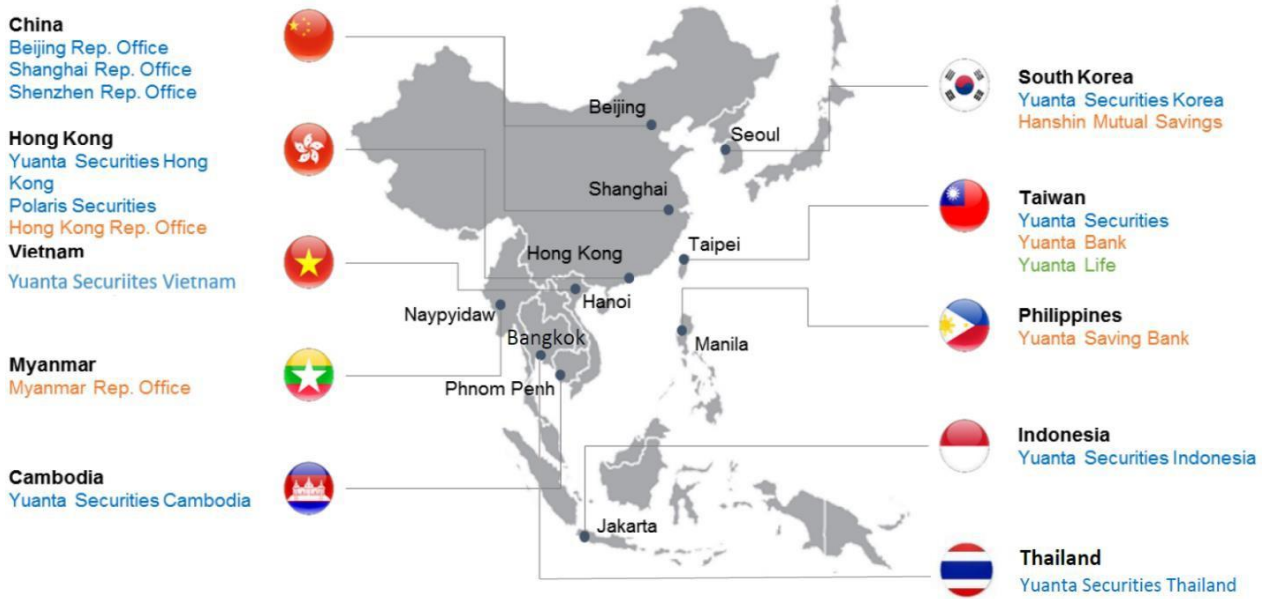 China
Beijing Rep. Office
Shanghai Rep. Office
Shenzhen Rep. Office
Hong Kong
Yuanta Securities Hong
Kong
Polaris Securities
Hong Kong Rep. Office
Vietnam
Yuanta Securiites Vietnam
Myanmar
Myanmar Rep. Office
Cambodia
Yuanta Securities Cambodia
Beijing
Seoul
Shanghai
Hong Kong
Taipei
Hanoi
Naypyidaw
Bangkok
Manila
Phnom Penh
Jakarta
South Korea
Yuanta Securities Korea
Hanshin Mutual Savings
Taiwan
Yuanta Securities
Yuanta Bank
Yuanta Life
Philippines
Yuanta Saving Bank
Indonesia
Yuanta Securities Indonesia
Thailand
Yuanta Securities Thailand